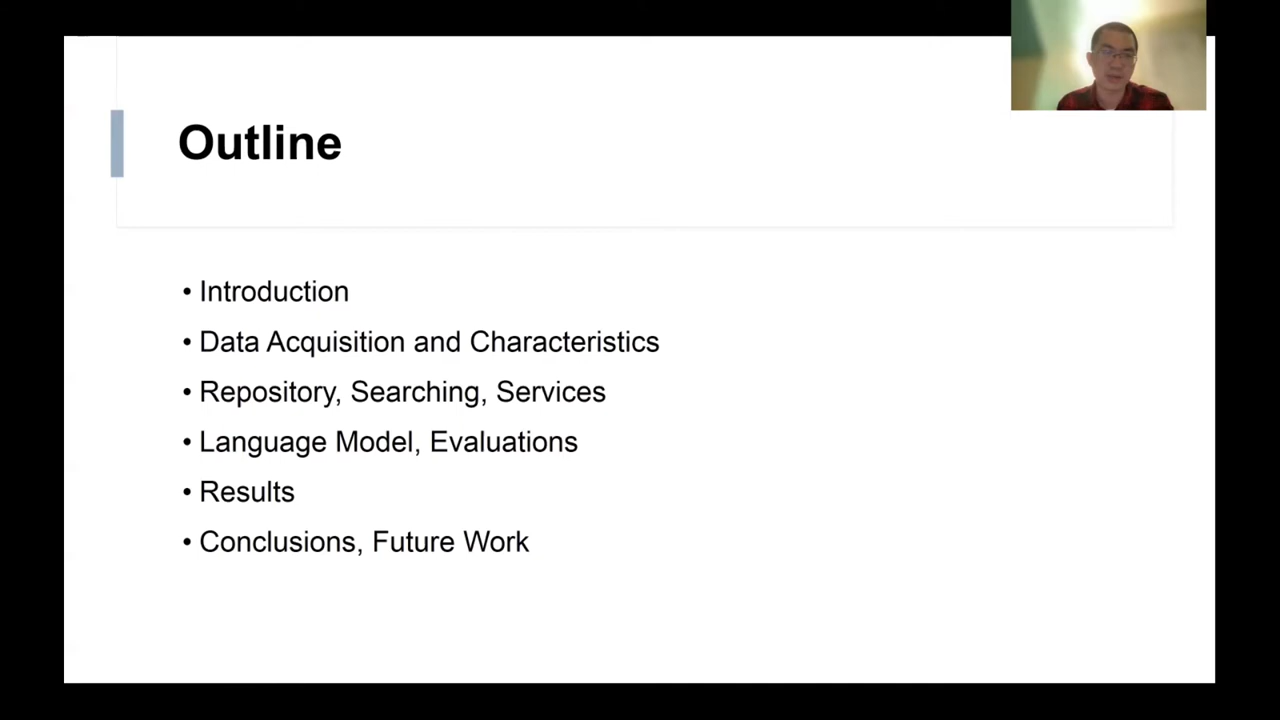 Outline
• Introduction
• Data Acquisition and Characteristics
• Repository, Searching, Services
• Language Model, Evaluations
• Results
• Conclusions, Future Work